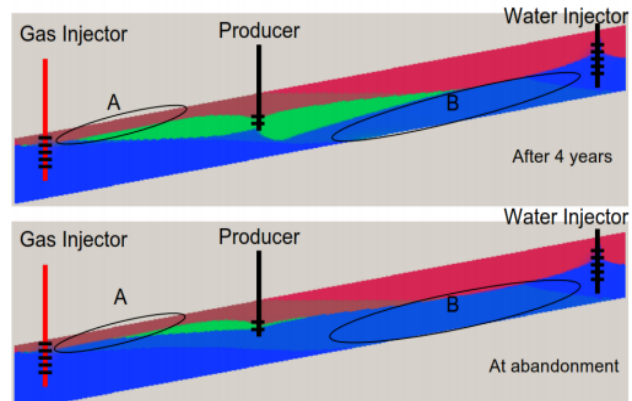 Gas Injector
Producer
Water Injector
A
B
After 4 years
Gas Injector
Producer
Water Injector
A
B
At abandonment